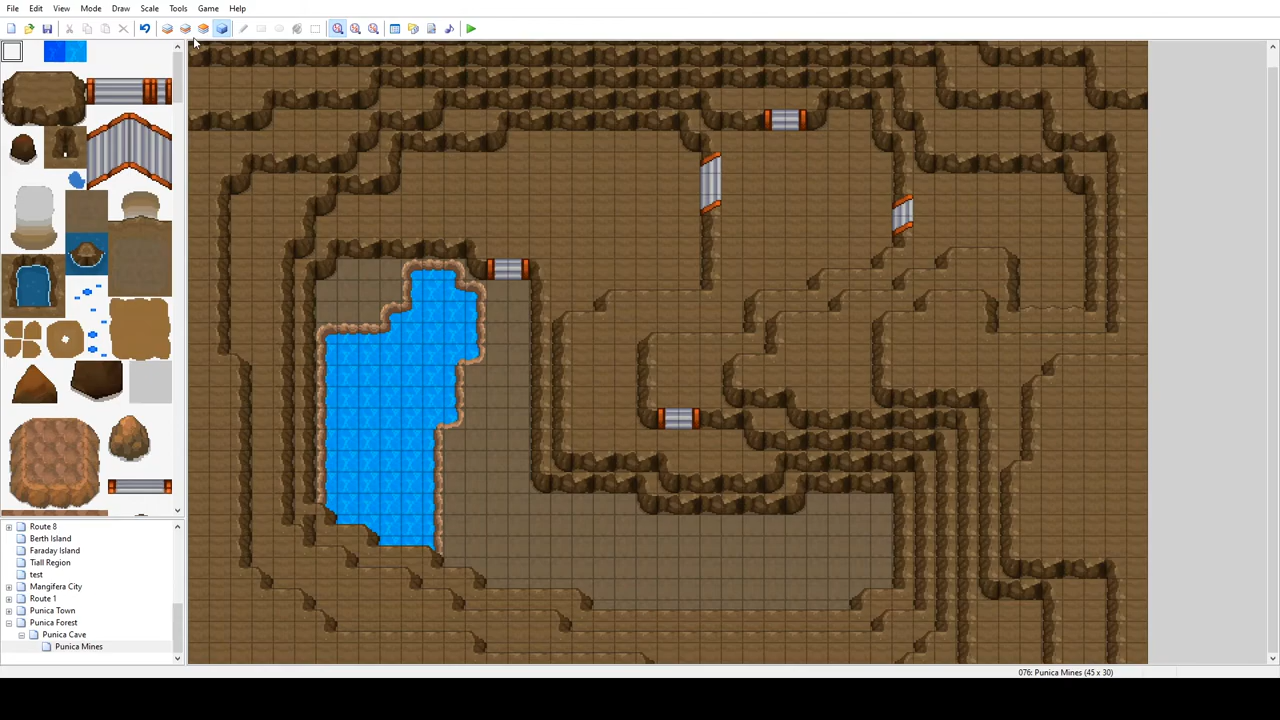 File Edit View Mode Draw Scale Tools Game Help
Route 8
Berth Island
Faraday Island
Tiall Region
test
Mangifera City
Route 1
Punica Town
Punica Forest
Punica Cave
Punica Mines
076: Punica Mines (45 x 30)